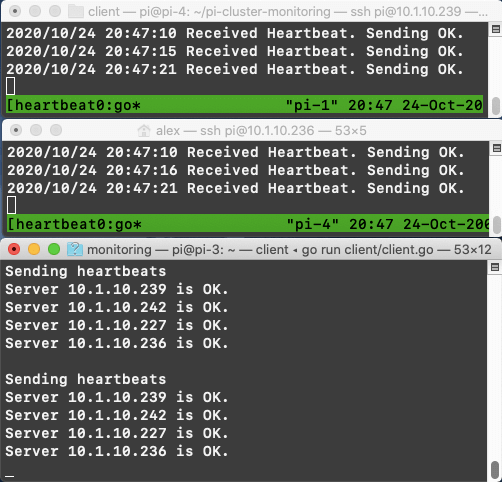 client — pi@pi-4: ~/pi-cluster-monitoring — ssh pi@10.1.10.239 —...
2020/10/24 20:47:10 Received Heartbeat. Sending OK.
2020/10/24 20:47:15 Received Heartbeat. Sending OK.
2020/10/24 20:47:21 Received Heartbeat. Sending OK.
[heartbeat0:go* "pi-1" 20:47 24-Oct-20
alex — ssh pi@10.1.10.236 — 53×5
2020/10/24 20:47:10 Received Heartbeat. Sending OK.
2020/10/24 20:47:16 Received Heartbeat. Sending OK.
2020/10/24 20:47:21 Received Heartbeat. Sending OK.
[heartbeat0:go* "pi-4" 20:47 24-Oct-200
monitoring — pi@pi-3: ~ — client ◂ go run client/client.go — 53×12
Sending heartbeats
Server 10.1.10.239 is OK.
Server 10.1.10.242 is OK.
Server 10.1.10.227 is OK.
Server 10.1.10.236 is OK.
Sending heartbeats
Server 10.1.10.239 is OK.
Server 10.1.10.242 is OK.
Server 10.1.10.227 is OK.
Server 10.1.10.236 is OK.